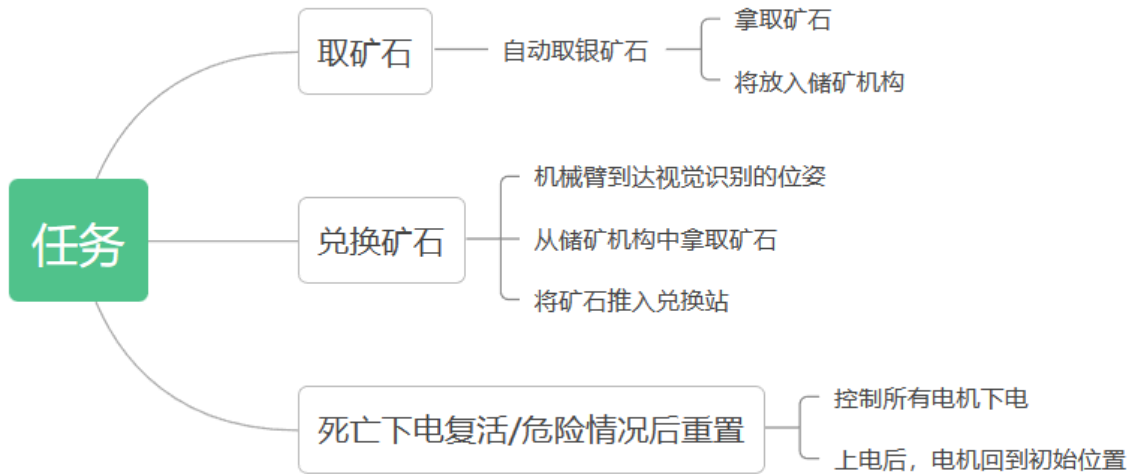 任务
取矿石
自动取银矿石
拿取矿石
将放入储矿机构
兑换矿石
机械臂到达视觉识别的位姿
从储矿机构中拿取矿石
将矿石推入兑换站
死亡下电复活/危险情况后重置
控制所有电机下电
上电后，电机回到初始位置